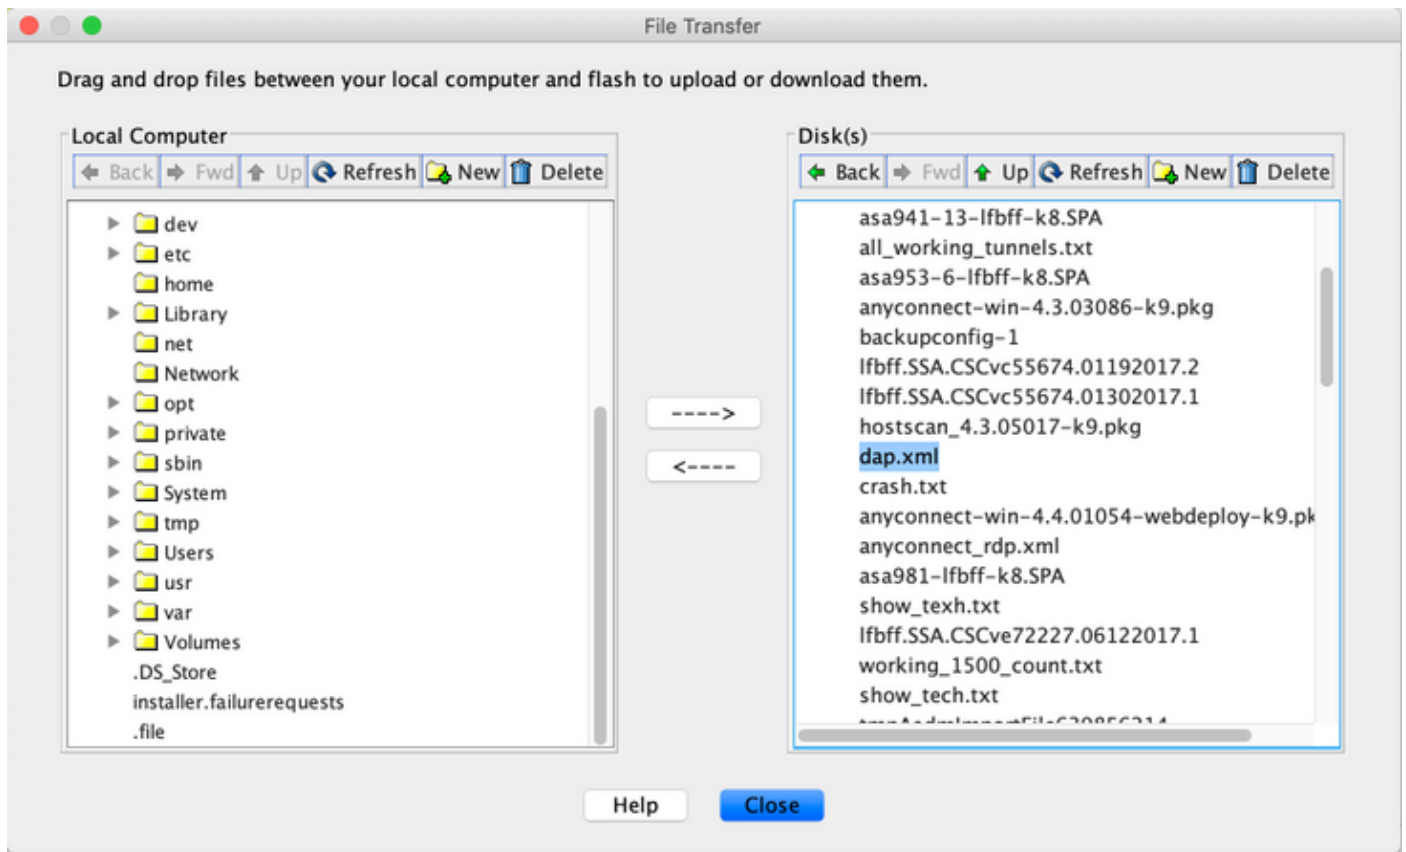 File Transfer
Drag and drop files between your local computer and flash to upload or download them.
Local Computer
Back Fwd Up Refresh New Delete
dev
etc
home
Library
net
Network
opt
private
sbin
System
tmp
Users
usr
var
Volumes
.DS_Store
installer.failurerequests
.file
---->
<----
Disk(s)
Back Fwd Up Refresh New Delete
asa941-13-lfbff-k8.SPA
all_working_tunnels.txt
asa953-6-lfbff-k8.SPA
anyconnect-win-4.3.03086-k9.pkg
backupconfig-1
lfbff.SSA.CSCvc55674.01192017.2
lfbff.SSA.CSCvc55674.01302017.1
hostscan_4.3.05017-k9.pkg
dap.xml
crash.txt
anyconnect-win-4.4.01054-webdeploy-k9.pk
anyconnect_rdp.xml
asa981-lfbff-k8.SPA
show_texh.txt
lfbff.SSA.CSCve72227.06122017.1
working_1500_count.txt
show_tech.txt
Help Close